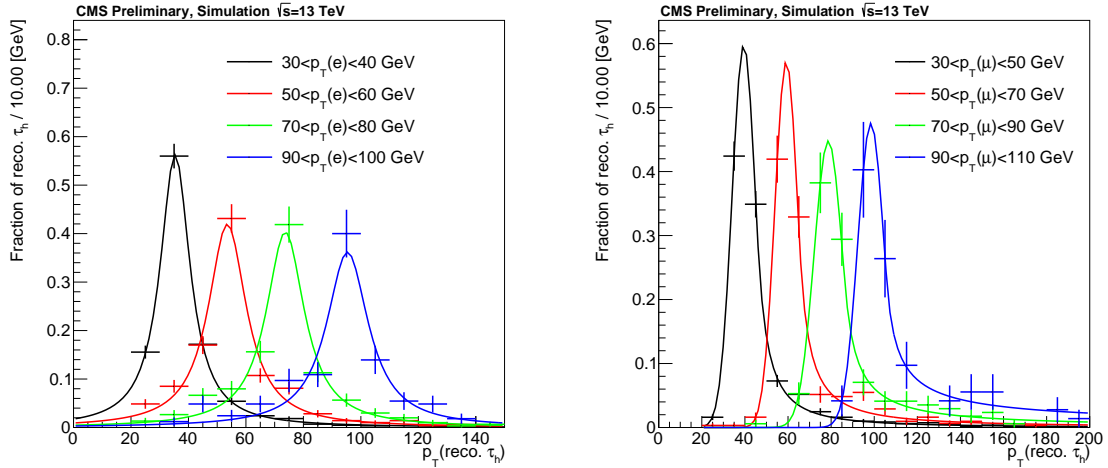 CMS Preliminary, Simulation √s=13 TeV
Fraction of reco. τh / 10.00 [GeV]
0.8
0.7
0.6
0.5
0.4
0.3
0.2
0.1
0
30<pT(e)<40 GeV
50<pT(e)<60 GeV
70<pT(e)<80 GeV
90<pT(e)<100 GeV
0 20 40 60 80 100 120 140
pT(reco. τh)
CMS Preliminary, Simulation √s=13 TeV
Fraction of reco. τh / 10.00 [GeV]
0.6
0.5
0.4
0.3
0.2
0.1
0
30<pT(μ)<50 GeV
50<pT(μ)<70 GeV
70<pT(μ)<90 GeV
90<pT(μ)<110 GeV
0 20 40 60 80 100 120 140 160 180 200
pT(reco. τh)